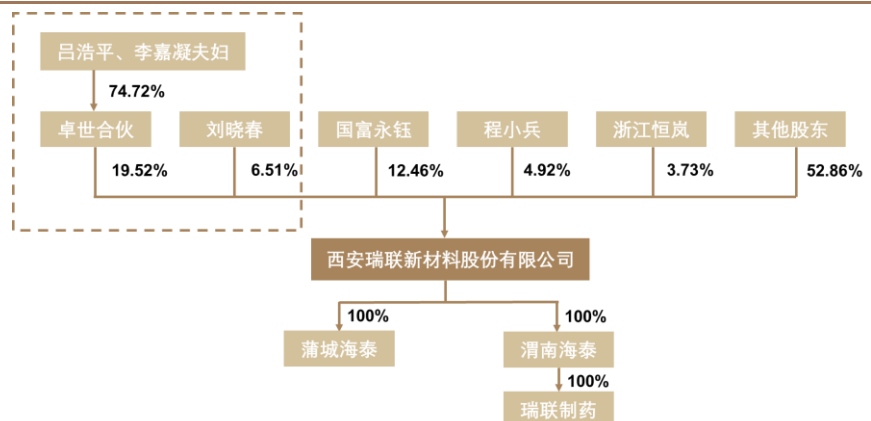 吕浩平、李嘉凝夫妇
74.72%
卓世合伙
刘晓春
国富永钰
程小兵
浙江恒岚
其他股东
19.52%
6.51%
12.46%
4.92%
3.73%
52.86%
西安瑞联新材料股份有限公司
100%
100%
蒲城海泰
渭南海泰
100%
瑞联制药